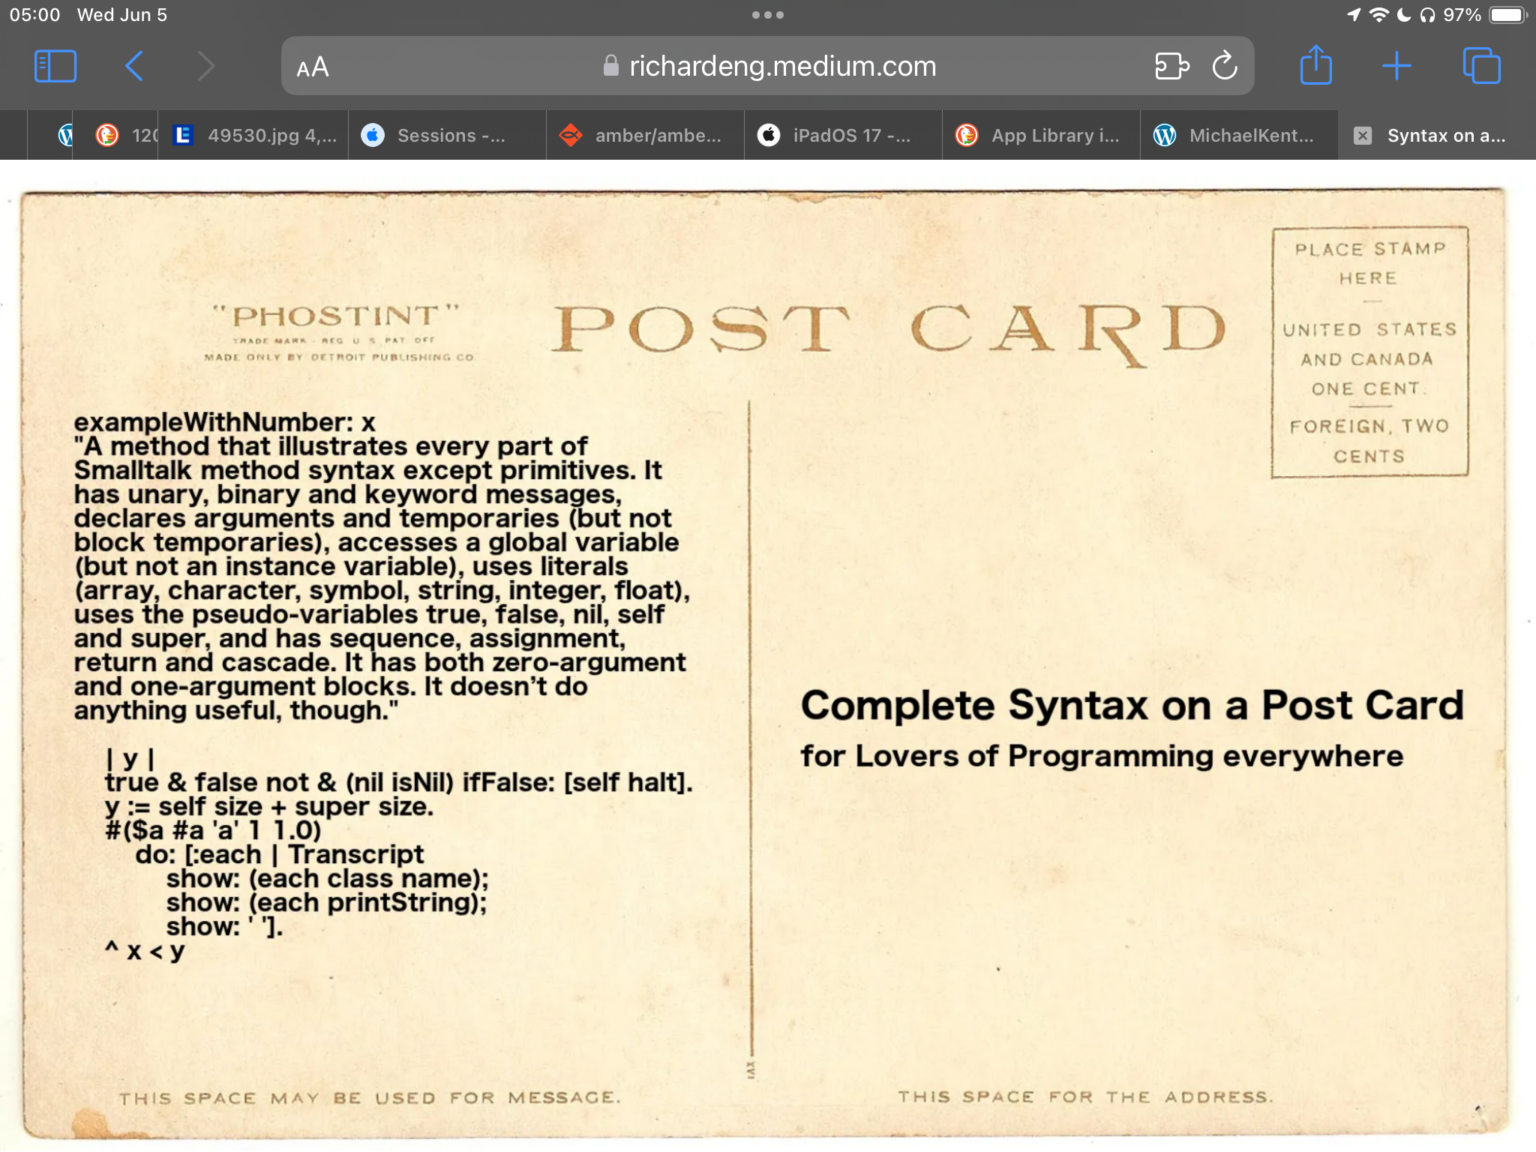 05:00 Wed Jun 5
97%
AA
richardeng.medium.com
120
49530.jpg 4,...
Sessions -...
amber/ambe...
iPadOS 17 -...
App Library i...
MichaelKent...
Syntax on a...
PLACE STAMP
HERE
UNITED STATES
AND CANADA
ONE CENT.
FOREIGN, TWO
CENTS
"PHOSTINT"
TRADE MARK - REG U S PAT OFF
MADE ONLY BY DETROIT PUBLISHING CO
POST CARD
exampleWithNumber: x
"A method that illustrates every part of
Smalltalk method syntax except primitives. It
has unary, binary and keyword messages,
declares arguments and temporaries (but not
block temporaries), accesses a global variable
(but not an instance variable), uses literals
(array, character, symbol, string, integer, float),
uses the pseudo-variables true, false, nil, self
and super, and has sequence, assignment,
return and cascade. It has both zero-argument
and one-argument blocks. It doesn't do
anything useful, though."
| y |
true & false not & (nil isNil) ifFalse: [self halt].
y := self size + super size.
#($a #a 'a' 1 1.0)
do: [:each | Transcript
show: (each class name);
show: (each printString);
show: ' '].
^ x < y
Complete Syntax on a Post Card
for Lovers of Programming everywhere
THIS SPACE MAY BE USED FOR MESSAGE.
THIS SPACE FOR THE ADDRESS.